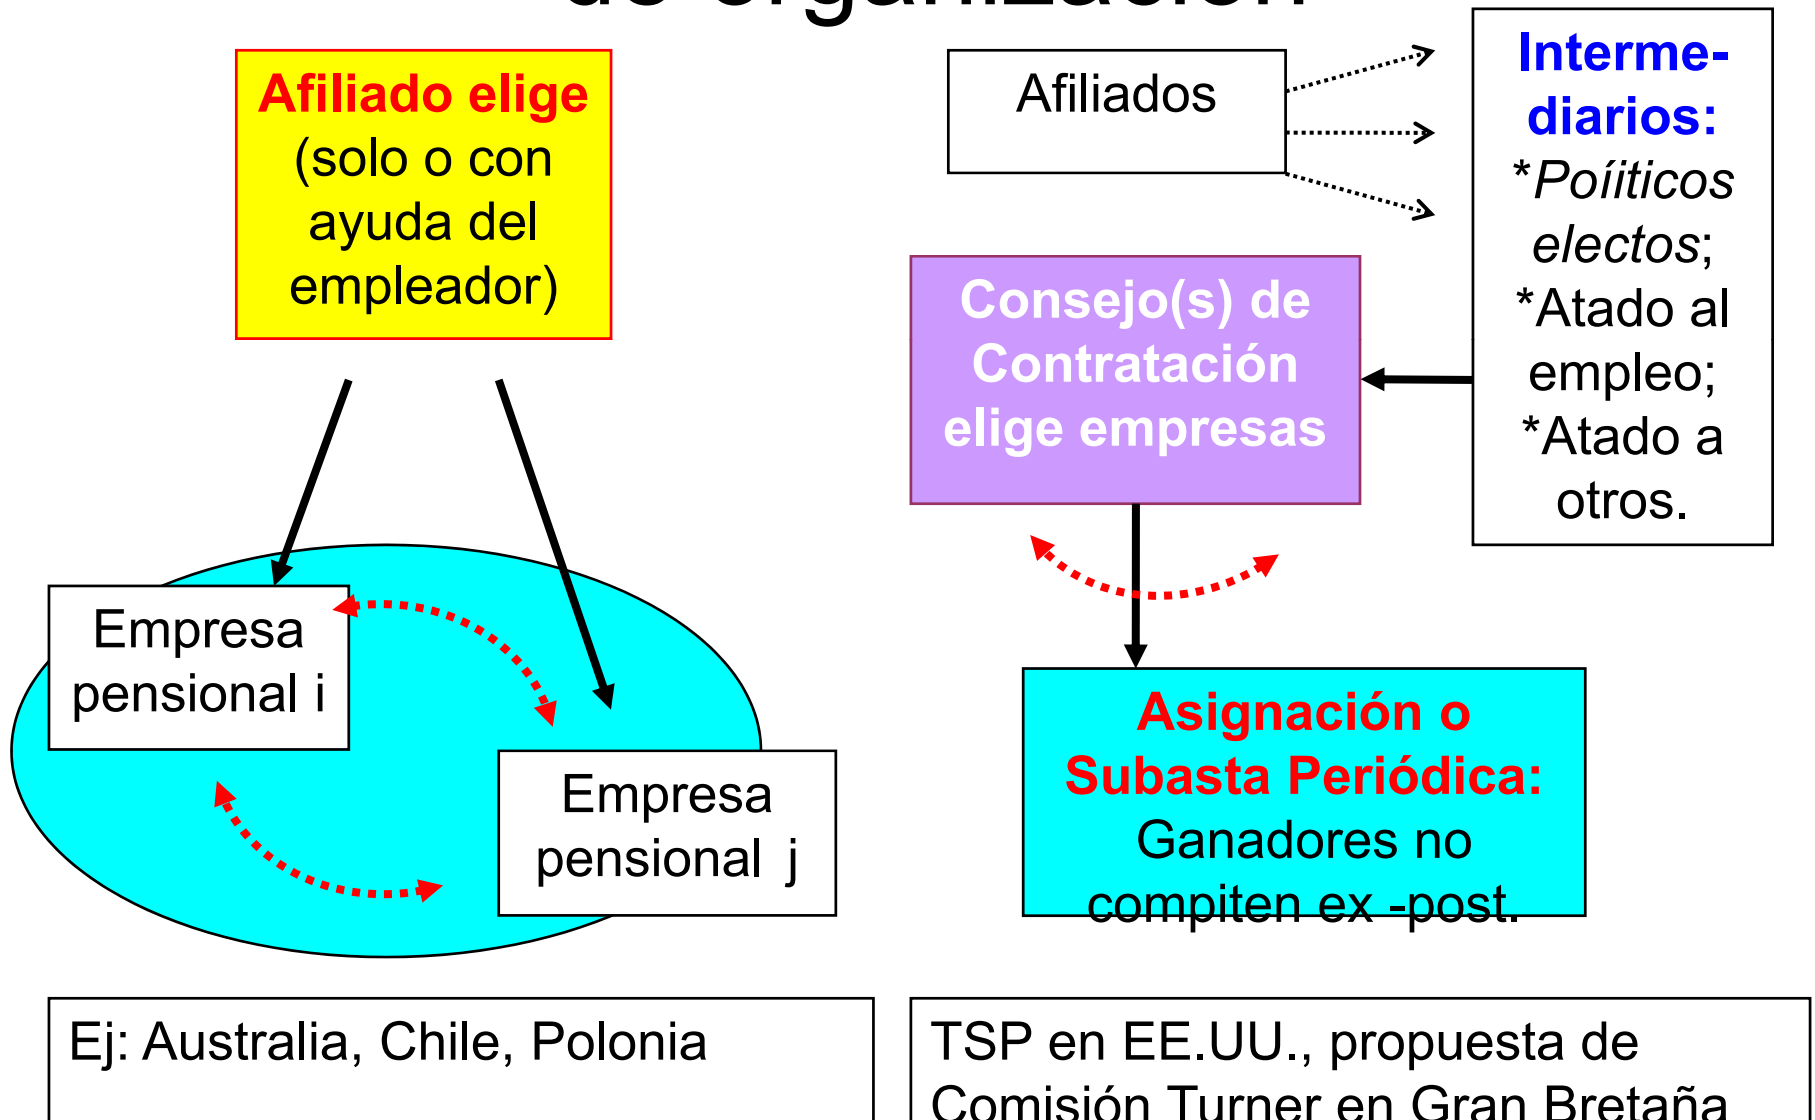 de organización
Afiliado elige
(solo o con
ayuda del
empleador)
Empresa
pensional i
Empresa
pensional j
Ej: Australia, Chile, Polonia
Afiliados
Interme-
diarios:
*Poíiticos
electos;
*Atado al
empleo;
*Atado a
otros.
Consejo(s) de
Contratación
elige empresas
Asignación o
Subasta Periódica:
Ganadores no
compiten ex -post.
TSP en EE.UU., propuesta de
Comisión Turner en Gran Bretaña